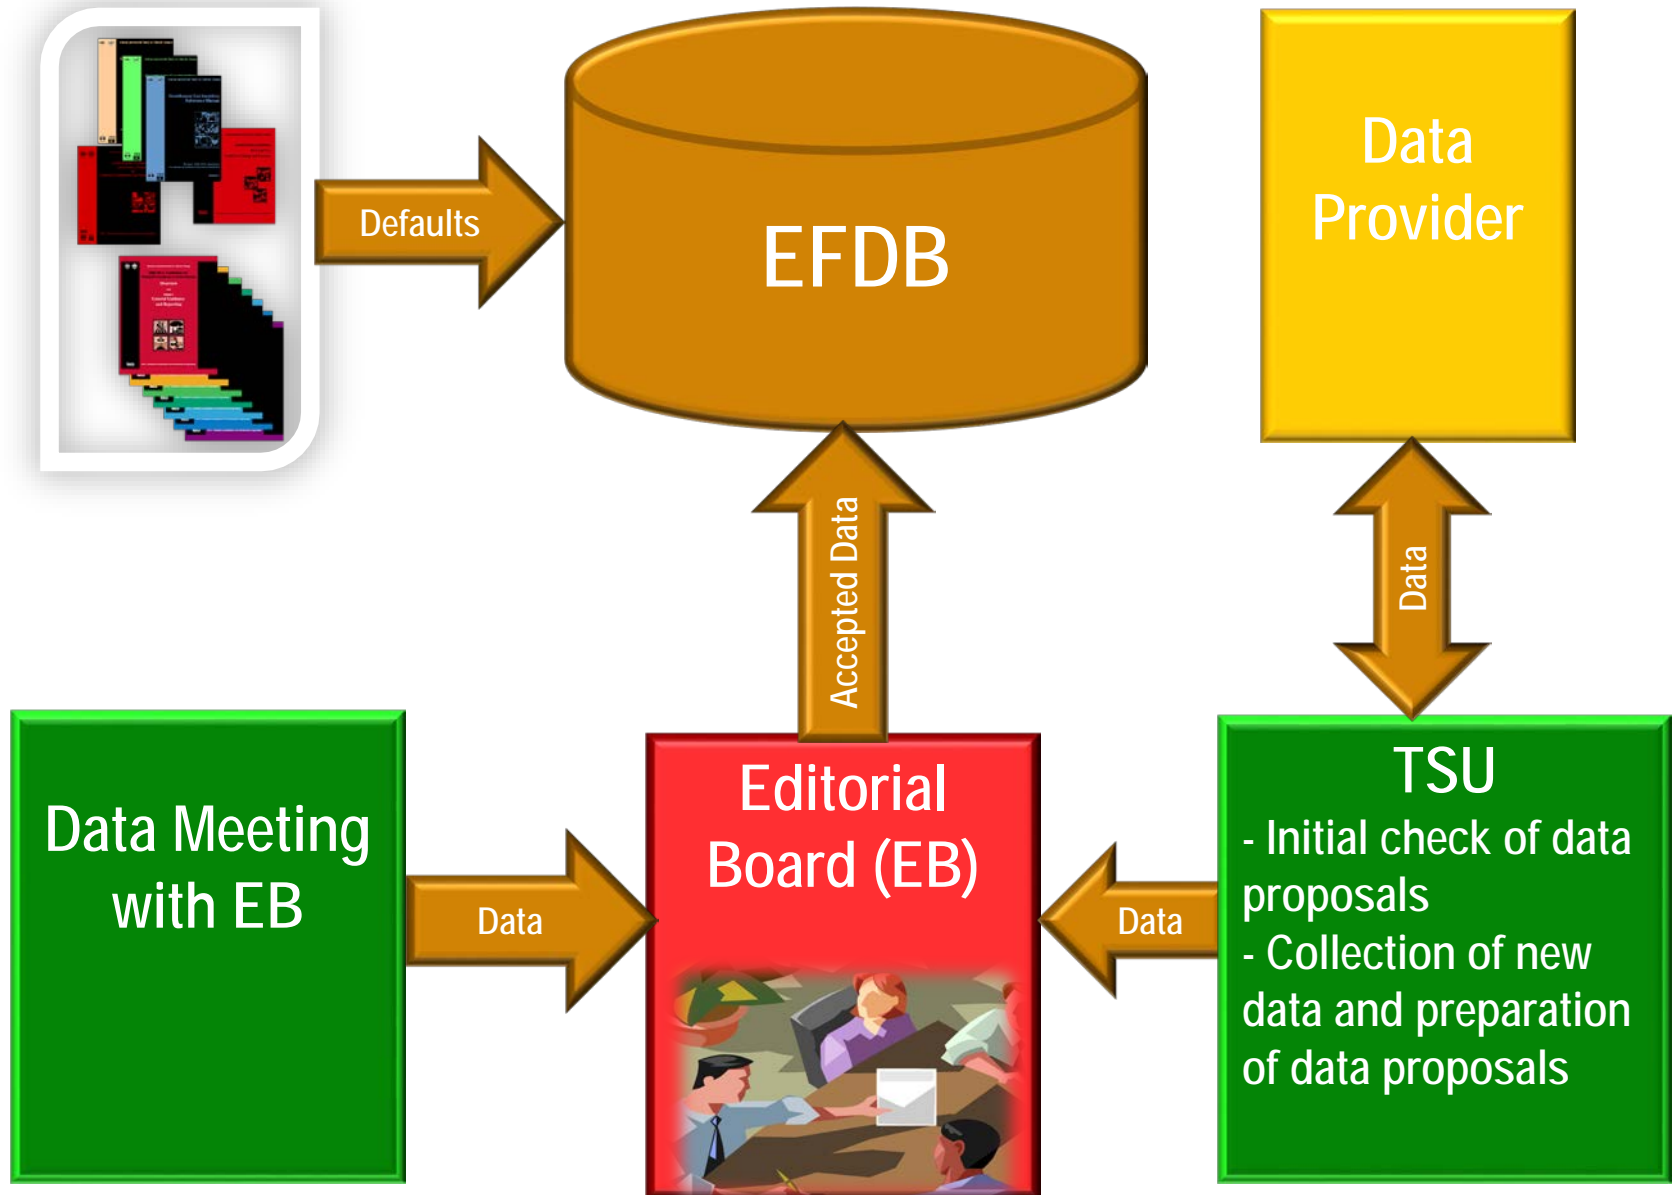 Defaults
EFDB
Data
Provider
Accepted Data
Data
Data Meeting
with EB
Data
Editorial
Board (EB)
Data
TSU
- Initial check of data
proposals
- Collection of new
data and preparation
of data proposals